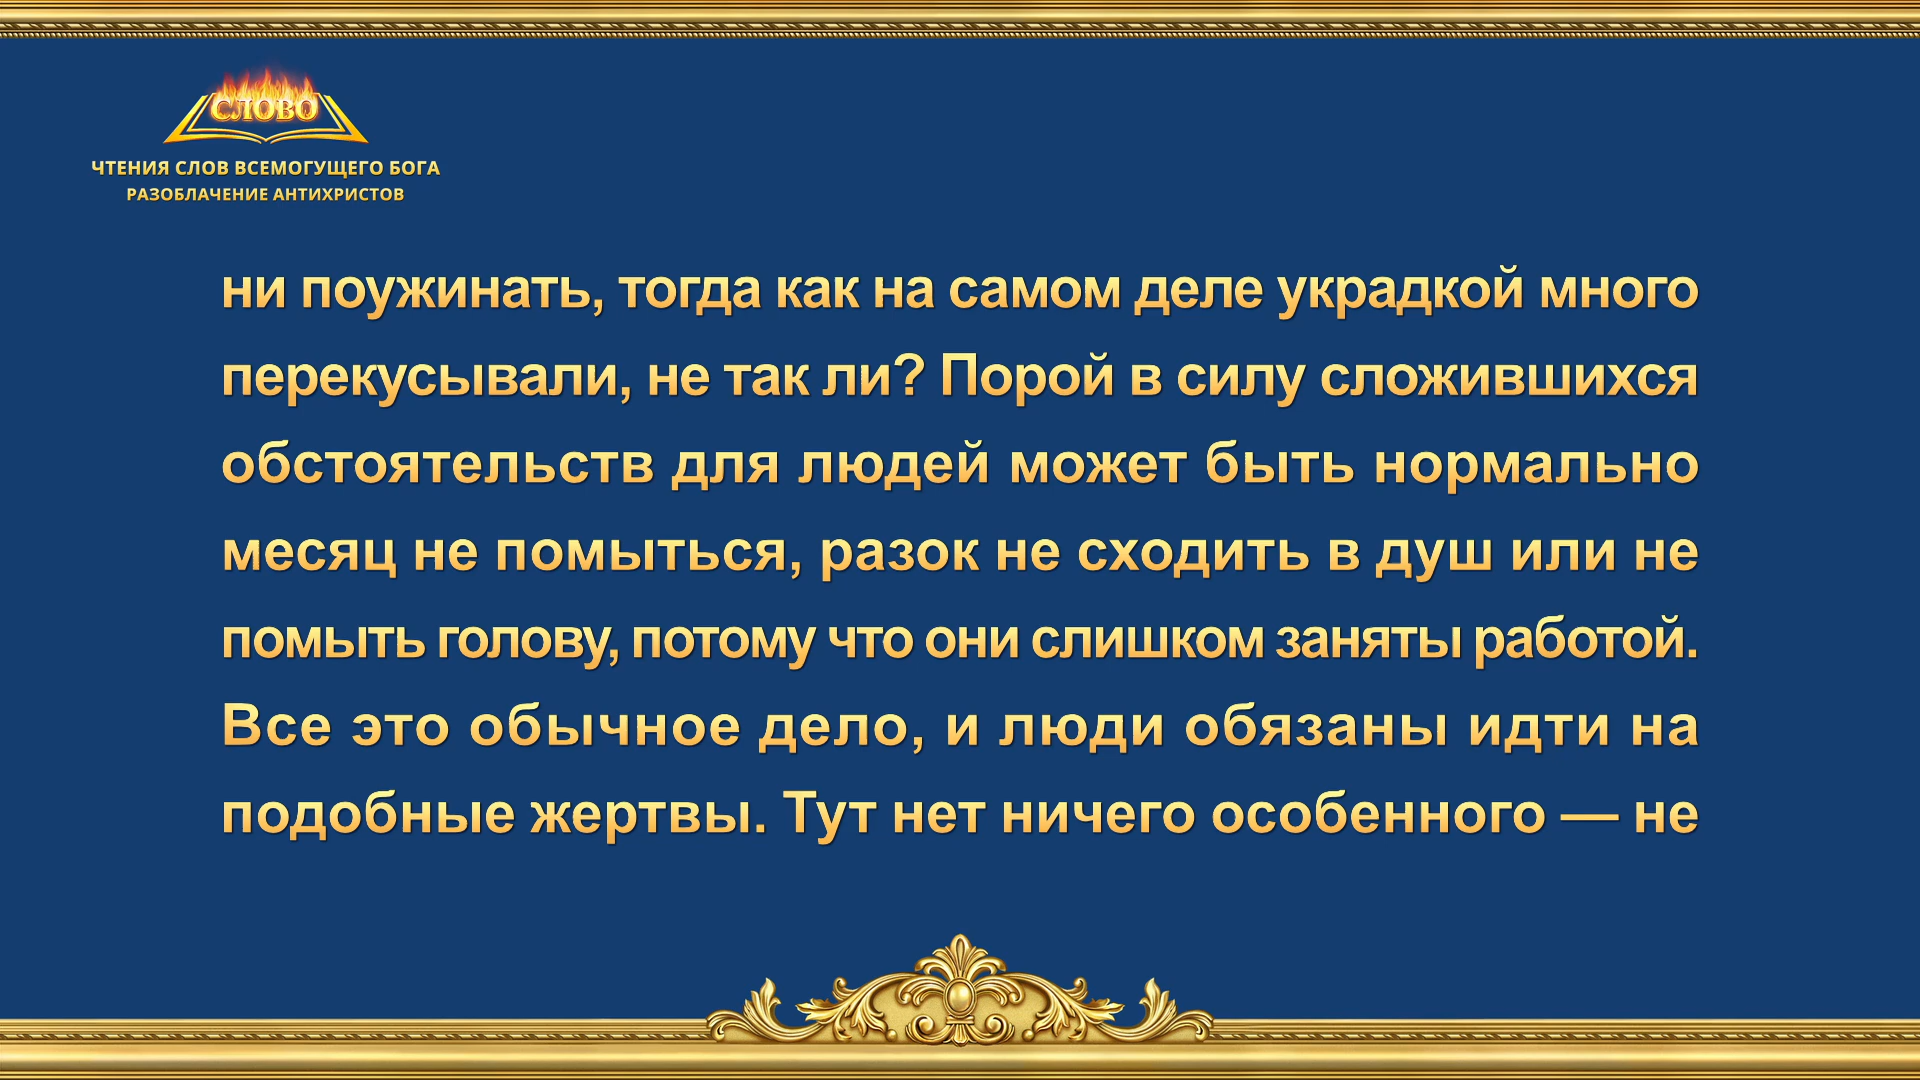 СЛОВО
ЧТЕНИЯ СЛОВ ВСЕМОГУЩЕГО БОГА
РАЗОБЛАЧЕНИЕ АНТИХРИСТОВ
ни поужинать, тогда как на самом деле украдкой много
перекусывали, не так ли? Порой в силу сложившихся
обстоятельств для людей может быть нормально
месяц не помыться, разок не сходить в душ или не
помыть голову, потому что они слишком заняты работой.
Все это обычное дело, и люди обязаны идти на
подобные жертвы. Тут нет ничего особенного — не